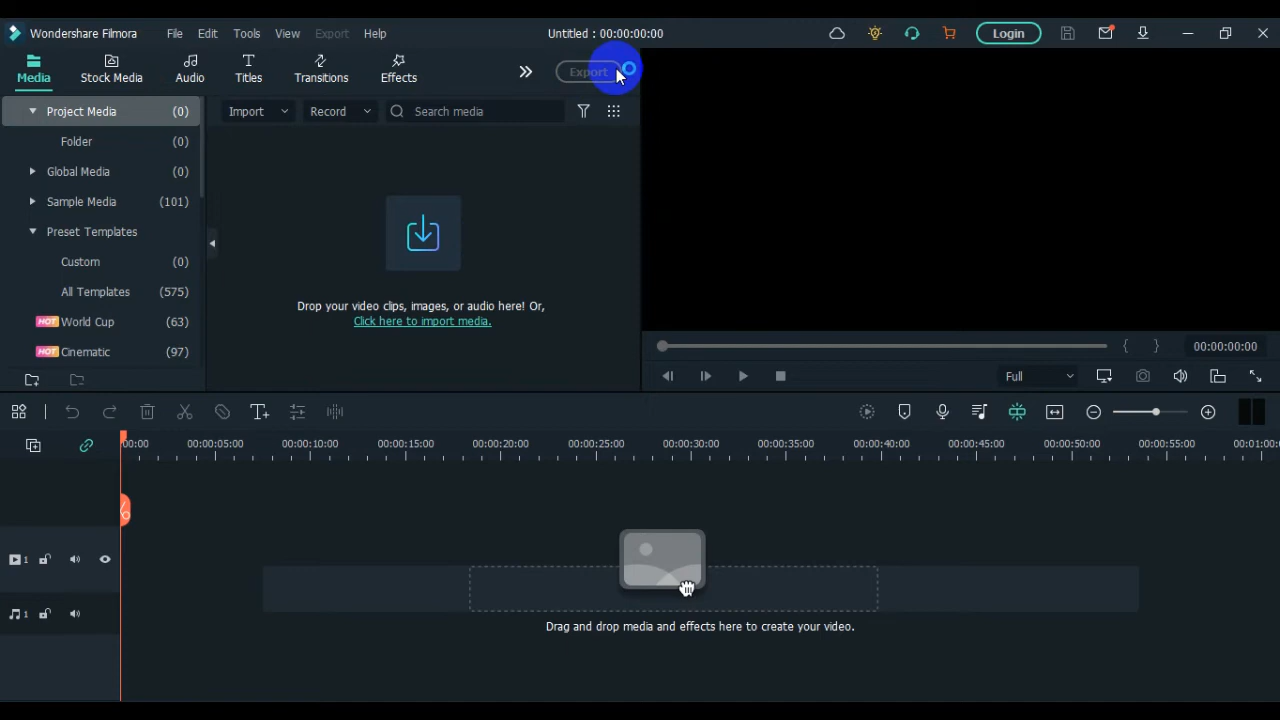 Wondershare Filmora File Edit Tools View Export Help Untitled : 00:00:00:00 Login
Media Stock Media Audio Titles Transitions Effects Export
Project Media (0)
Folder (0)
Global Media (0)
Sample Media (101)
Preset Templates
Custom (0)
All Templates (575)
HOT World Cup (63)
HOT Cinematic (97)
Import Record Search media
Drop your video clips, images, or audio here! Or,
Click here to import media.
{ } 00:00:00:00
Full
00:00 00:00:05:00 00:00:10:00 00:00:15:00 00:00:20:00 00:00:25:00 00:00:30:00 00:00:35:00 00:00:40:00 00:00:45:00 00:00:50:00 00:00:55:00 00:01:00:
1
1
Drag and drop media and effects here to create your video.